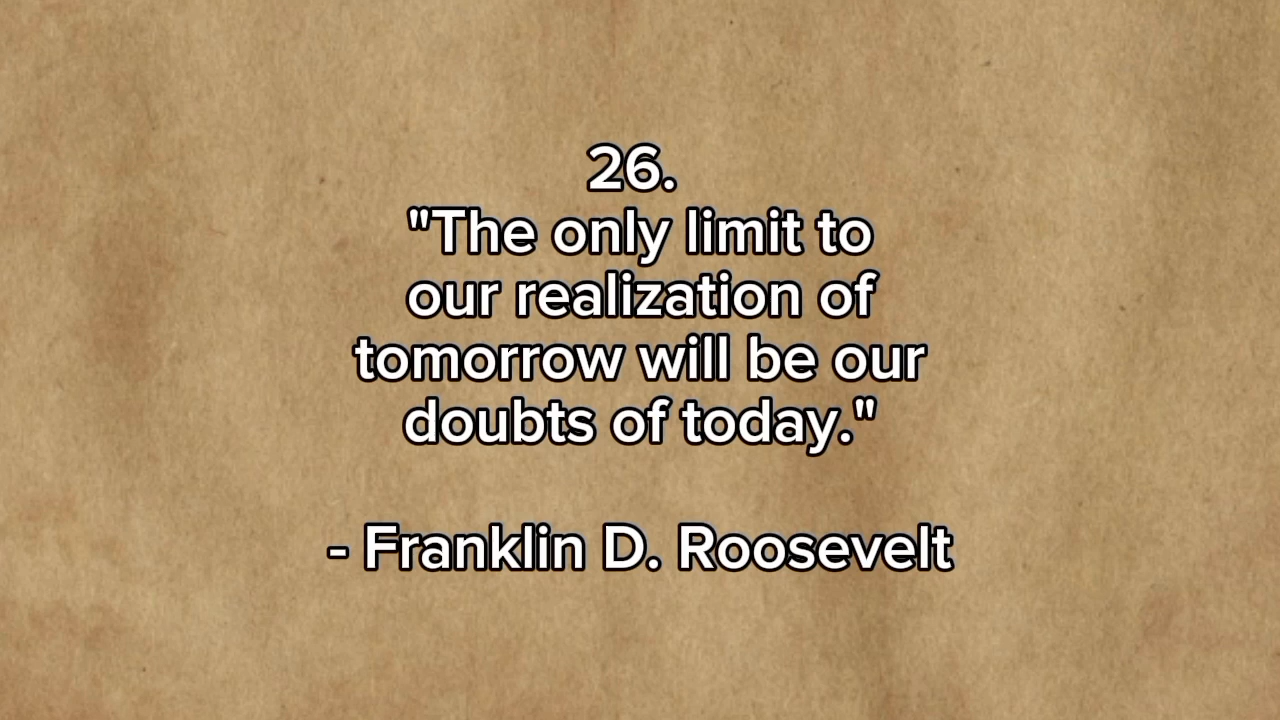 26.
"The only limit to
our realization of
tomorrow will be our
doubts of today."
- Franklin D. Roosevelt